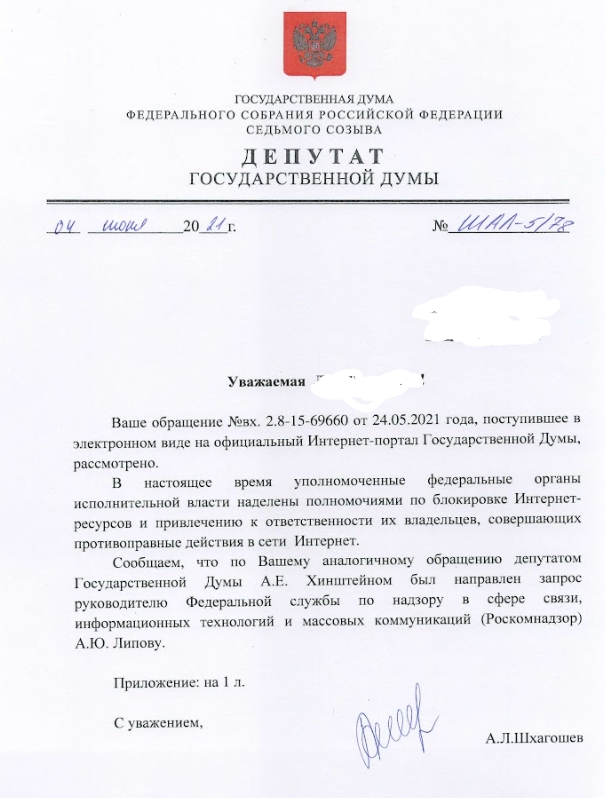 ГОСУДАРСТВЕННАЯ ДУМА
ФЕДЕРАЛЬНОГО СОБРАНИЯ РОССИЙСКОЙ ФЕДЕРАЦИИ
СЕДЬМОГО СОЗЫВА
ДЕПУТАТ
ГОСУДАРСТВЕННОЙ ДУМЫ
04 июня 2021г. № ШАЛ-5/78
Уважаемая !
Ваше обращение №вх. 2.8-15-69660 от 24.05.2021 года, поступившее в
электронном виде на официальный Интернет-портал Государственной Думы,
рассмотрено.
В настоящее время уполномоченные федеральные органы
исполнительной власти наделены полномочиями по блокировке Интернет-
ресурсов и привлечению к ответственности их владельцев, совершающих
противоправные действия в сети Интернет.
Сообщаем, что по Вашему аналогичному обращению депутатом
Государственной Думы А.Е. Хинштейном был направлен запрос
руководителю Федеральной службы по надзору в сфере связи,
информационных технологий и массовых коммуникаций (Роскомнадзор)
А.Ю. Липову.
Приложение: на 1 л.
С уважением,
А.Л.Шхагошев